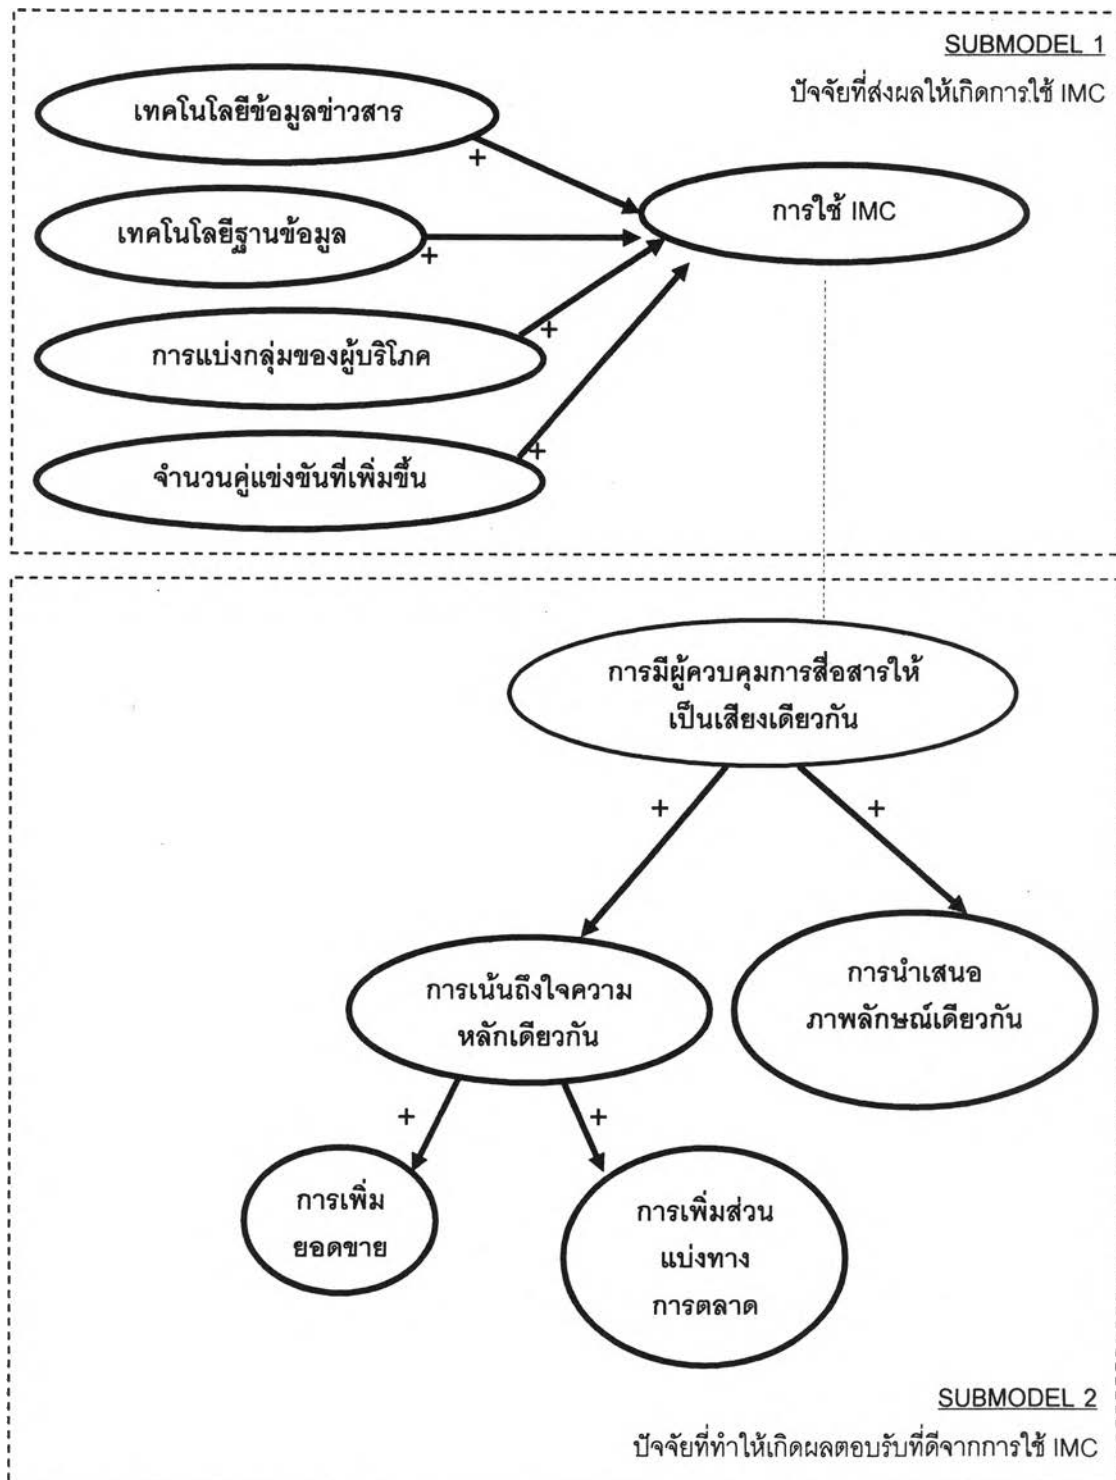 SUBMODEL 1
ปัจจัยที่ส่งผลให้เกิดการใช้ IMC
เทคโนโลยีข้อมูลข่าวสาร
+
การใช้ IMC
เทคโนโลยีฐานข้อมูล
+
การแบ่งกลุ่มของผู้บริโภค
+
จำนวนคู่แข่งขันที่เพิ่มขึ้น
+
การมีผู้ควบคุมการสื่อสารให้
เป็นเสียงเดียวกัน
+
+
การเน้นถึงใจความ
หลักเดียวกัน
การนำเสนอ
ภาพลักษณ์เดียวกัน
+
+
การเพิ่ม
ยอดขาย
การเพิ่มส่วน
แบ่งทาง
การตลาด
SUBMODEL 2
ปัจจัยที่ทำให้เกิดผลตอบรับที่ดีจากการใช้ IMC